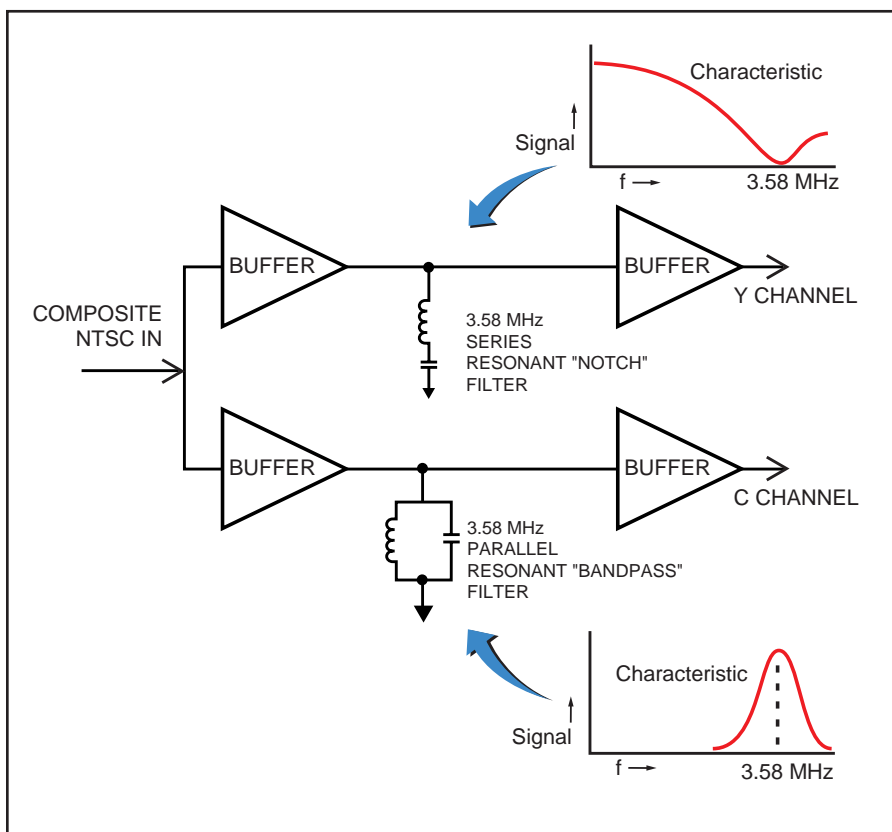 Characteristic
Signal
f
3.58 MHz
BUFFER
BUFFER
Y CHANNEL
COMPOSITE
NTSC IN
3.58 MHz
SERIES
RESONANT "NOTCH"
FILTER
BUFFER
BUFFER
C CHANNEL
3.58 MHz
PARALLEL
RESONANT "BANDPASS"
FILTER
Characteristic
Signal
f
3.58 MHz